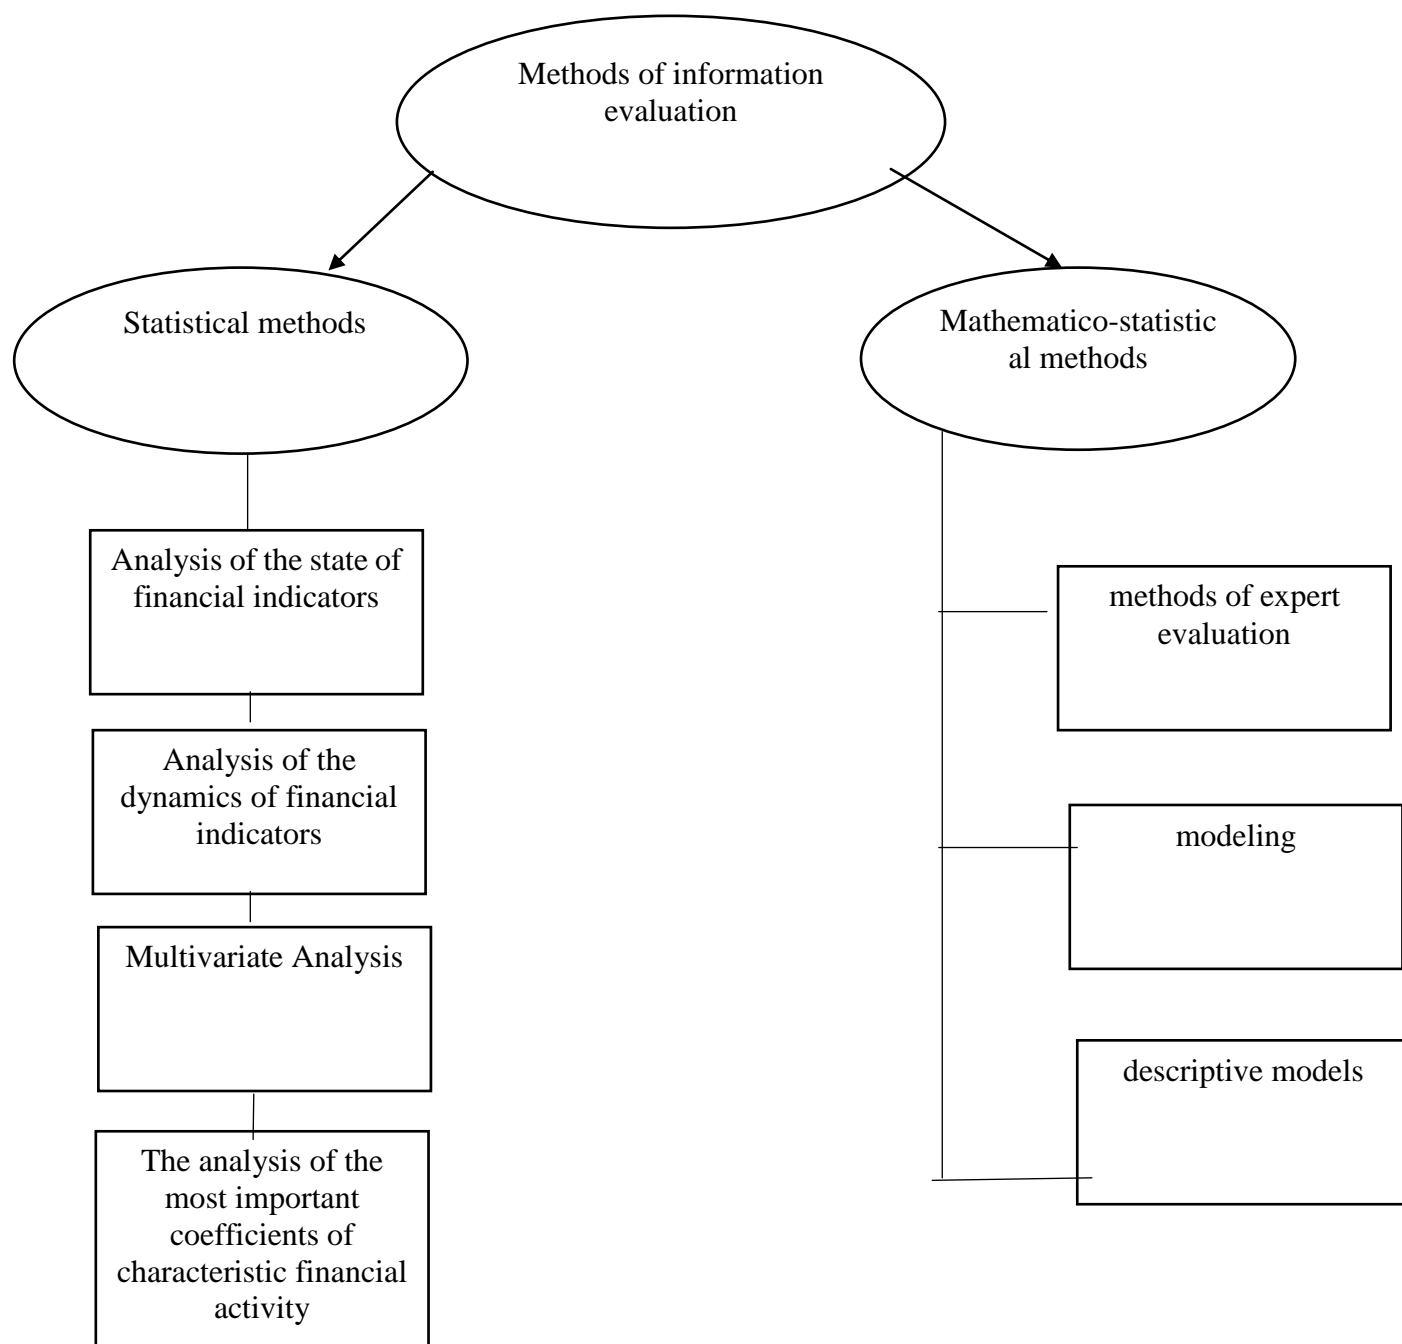 Methods of information
evaluation
Statistical methods
Mathematico-statistic
al methods
Analysis of the state of
financial indicators
Analysis of the
dynamics of financial
indicators
Multivariate Analysis
The analysis of the
most important
coefficients of
characteristic financial
activity
methods of expert
evaluation
modeling
descriptive models